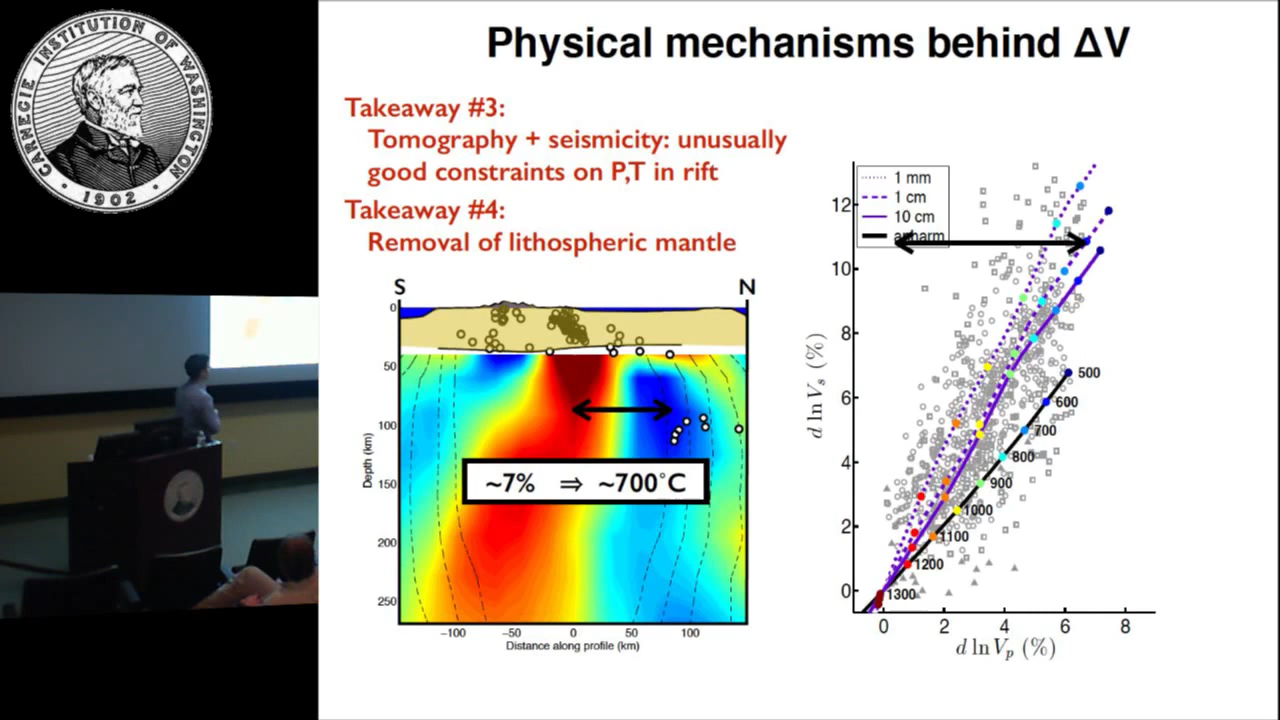 CARNEGIE INSTITUTION OF WASHINGTON
1902
Physical mechanisms behind ΔV
Takeaway #3:
Tomography + seismicity: unusually
good constraints on P,T in rift
Takeaway #4:
Removal of lithospheric mantle
S N
0
50
100
150
200
250
Depth (km)
~7% ⇒ ~700°C
−100 −50 0 50 100
Distance along profile (km)
1 mm
1 cm
10 cm
anharm
12
10
8
6
4
2
0
d ln Vs (%)
500
600
700
800
900
1000
1100
1200
1300
0 2 4 6 8
d ln Vp (%)